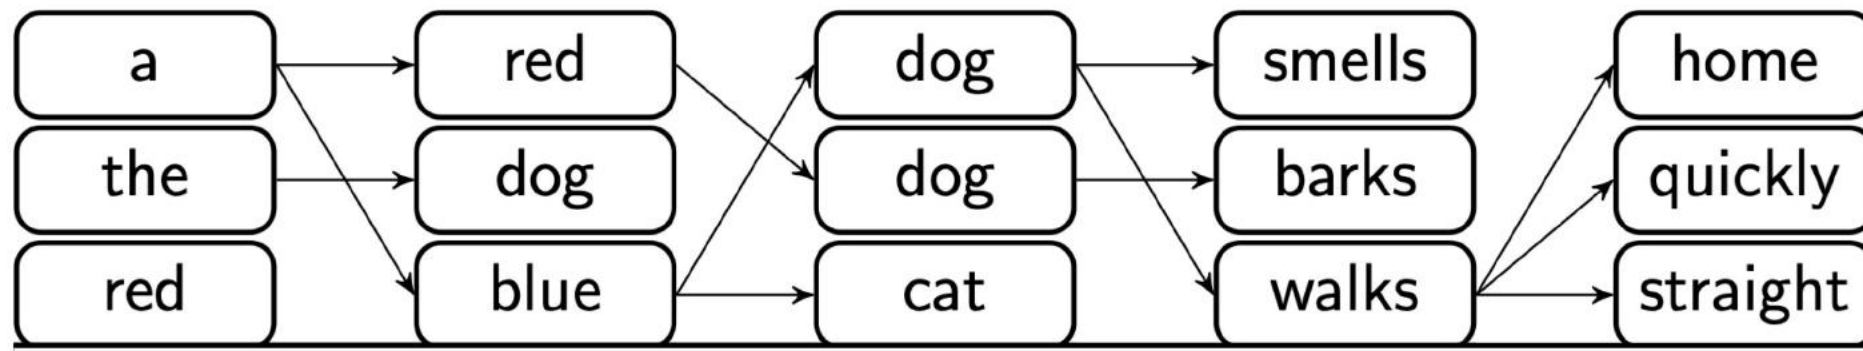 a red dog smells home
the dog dog barks quickly
red blue cat walks straight